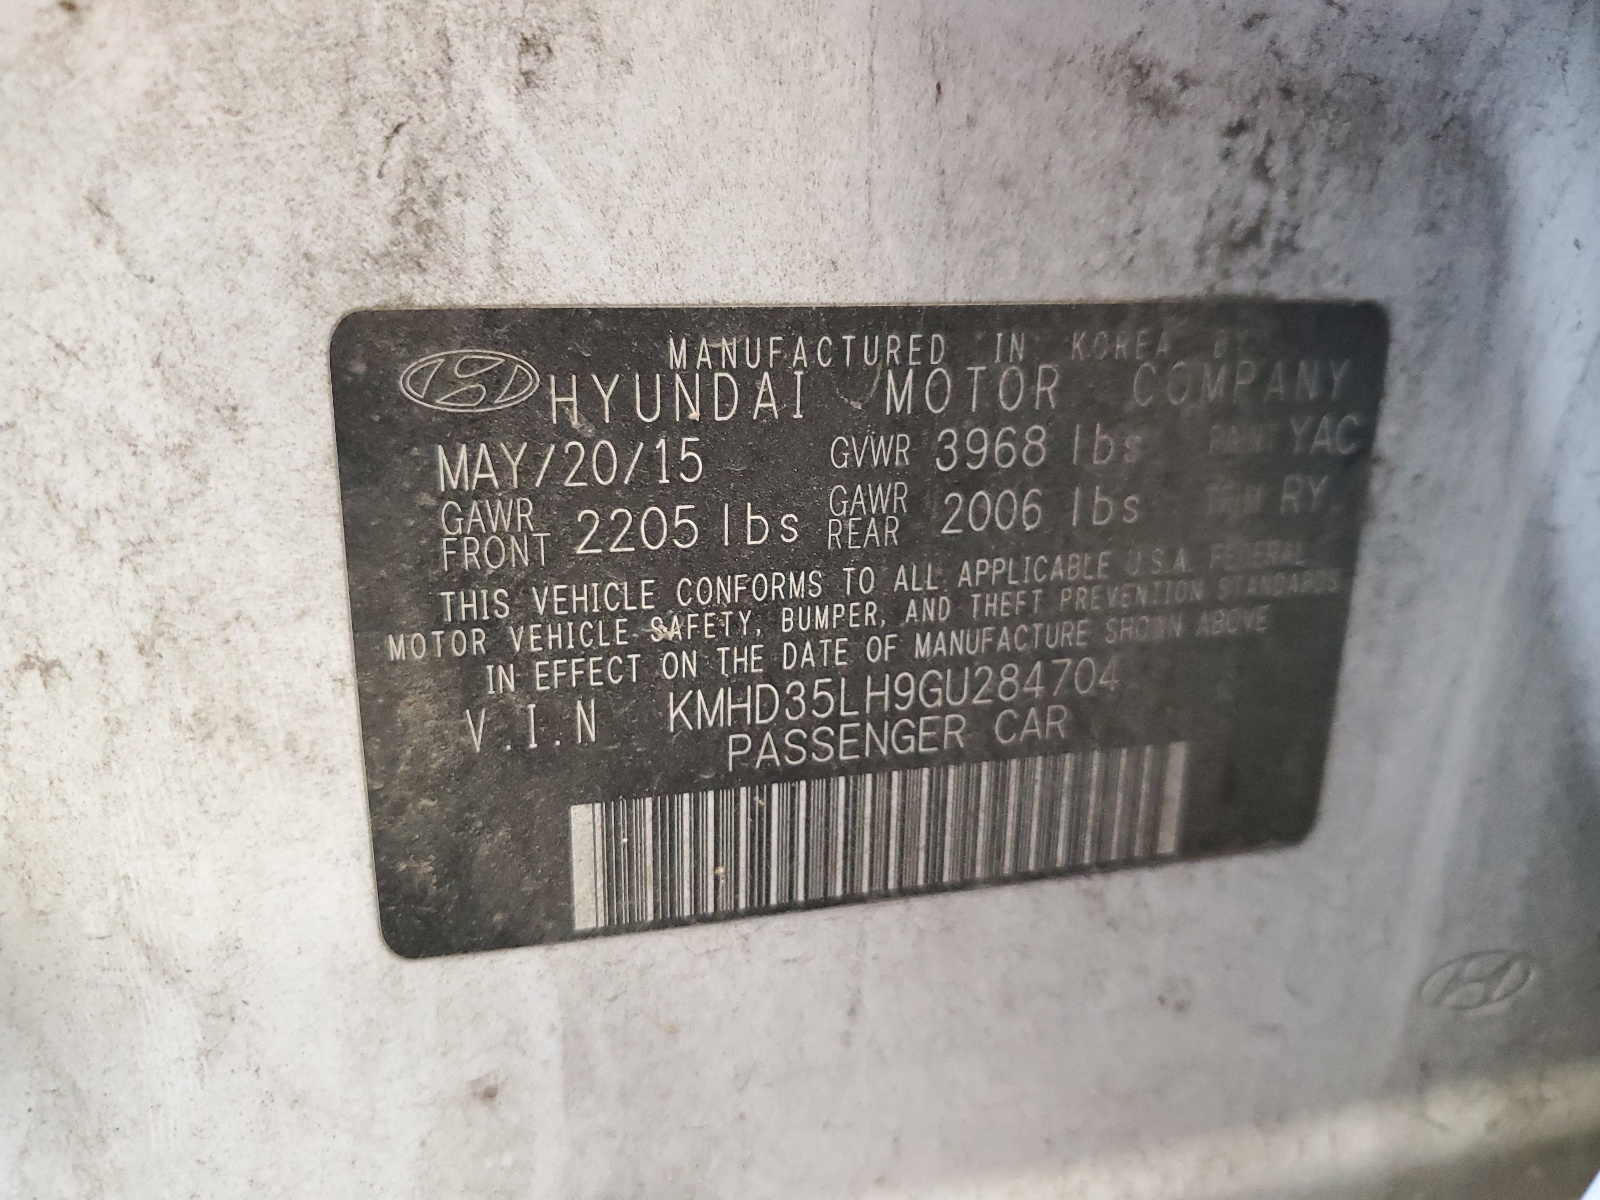 MANUFACTURED IN KOREA BY
HYUNDAI MOTOR COMPANY
MAY/20/15 GVWR 3968 lbs PAINT YAC
GAWR FRONT 2205 lbs GAWR REAR 2006 lbs TRIM RY
THIS VEHICLE CONFORMS TO ALL APPLICABLE U.S.A. FEDERAL
MOTOR VEHICLE SAFETY, BUMPER, AND THEFT PREVENTION STANDARDS
IN EFFECT ON THE DATE OF MANUFACTURE SHOWN ABOVE
V.I.N KMHD35LH9GU284704
PASSENGER CAR